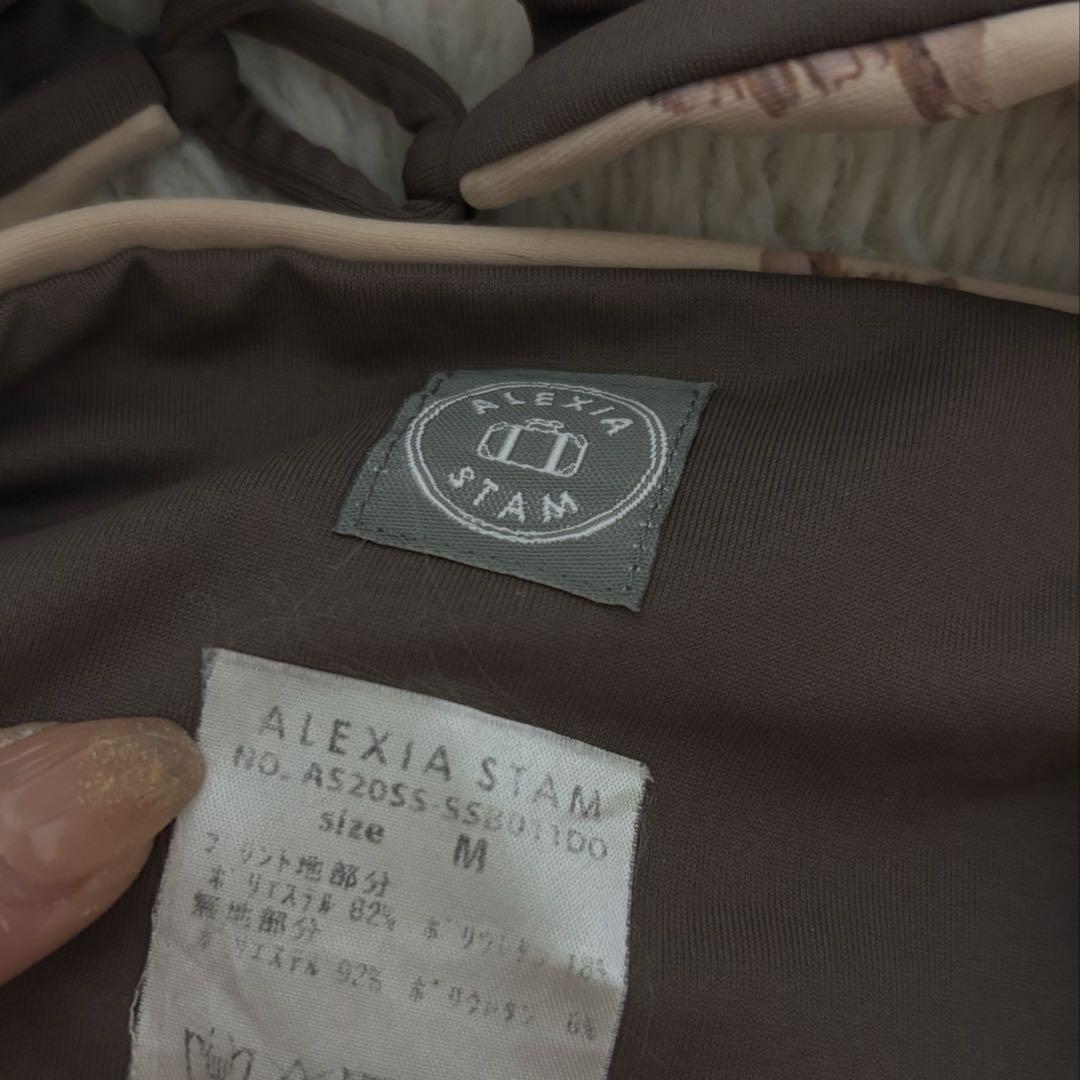 ALEXIA
STAM
ALEXIA STAM
NO. AS20SS-SSB011DO
size M
プリント地部分
ポリエステル 82% ポリウレタン 18%
無地部分
ポリエステル 92% ポリウレタン